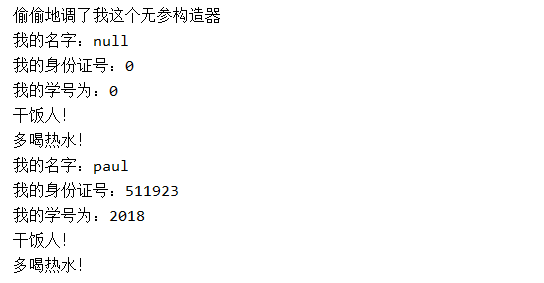 偷偷地调了我这个无参构造器
我的名字：null
我的身份证号：0
我的学号为：0
干饭人！
多喝热水！
我的名字：paul
我的身份证号：511923
我的学号为：2018
干饭人！
多喝热水！